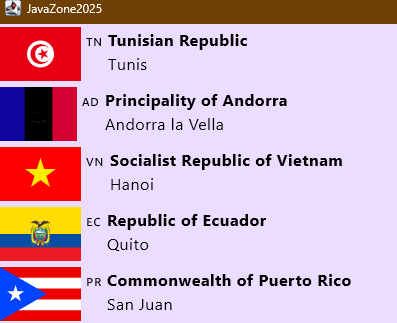 JavaZone2025
TN Tunisian Republic
Tunis
AD Principality of Andorra
Andorra la Vella
VN Socialist Republic of Vietnam
Hanoi
EC Republic of Ecuador
Quito
PR Commonwealth of Puerto Rico
San Juan